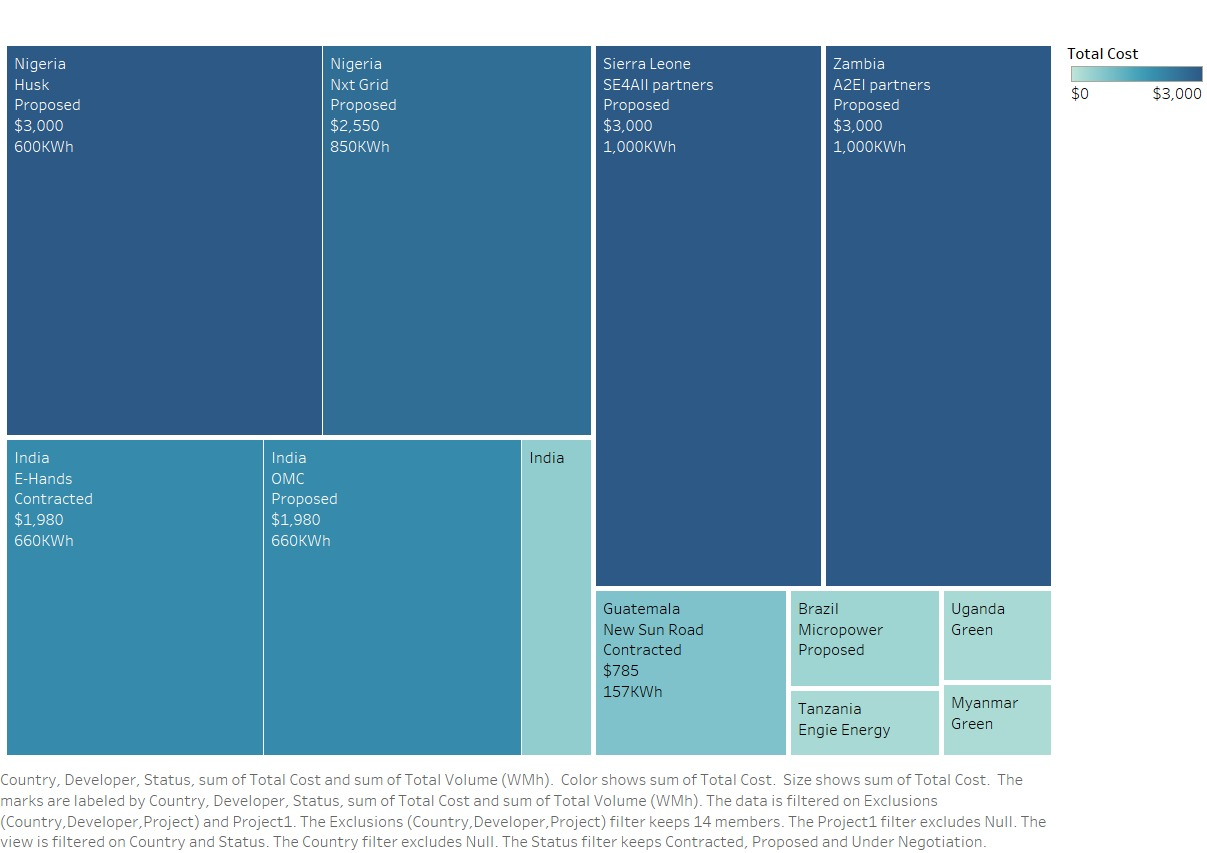 Nigeria
Husk
Proposed
$3,000
600KWh
Nigeria
Nxt Grid
Proposed
$2,550
850KWh
Sierra Leone
SE4All partners
Proposed
$3,000
1,000KWh
Zambia
A2EI partners
Proposed
$3,000
1,000KWh
Total Cost
$0 $3,000
India
E-Hands
Contracted
$1,980
660KWh
India
OMC
Proposed
$1,980
660KWh
India
Guatemala
New Sun Road
Contracted
$785
157KWh
Brazil
Micropower
Proposed
Uganda
Green
Tanzania
Engie Energy
Myanmar
Green
Country, Developer, Status, sum of Total Cost and sum of Total Volume (WMh).  Color shows sum of Total Cost.  Size shows sum of Total Cost.  The
marks are labeled by Country, Developer, Status, sum of Total Cost and sum of Total Volume (WMh). The data is filtered on Exclusions
(Country,Developer,Project) and Project1. The Exclusions (Country,Developer,Project) filter keeps 14 members. The Project1 filter excludes Null. The
view is filtered on Country and Status. The Country filter excludes Null. The Status filter keeps Contracted, Proposed and Under Negotiation.